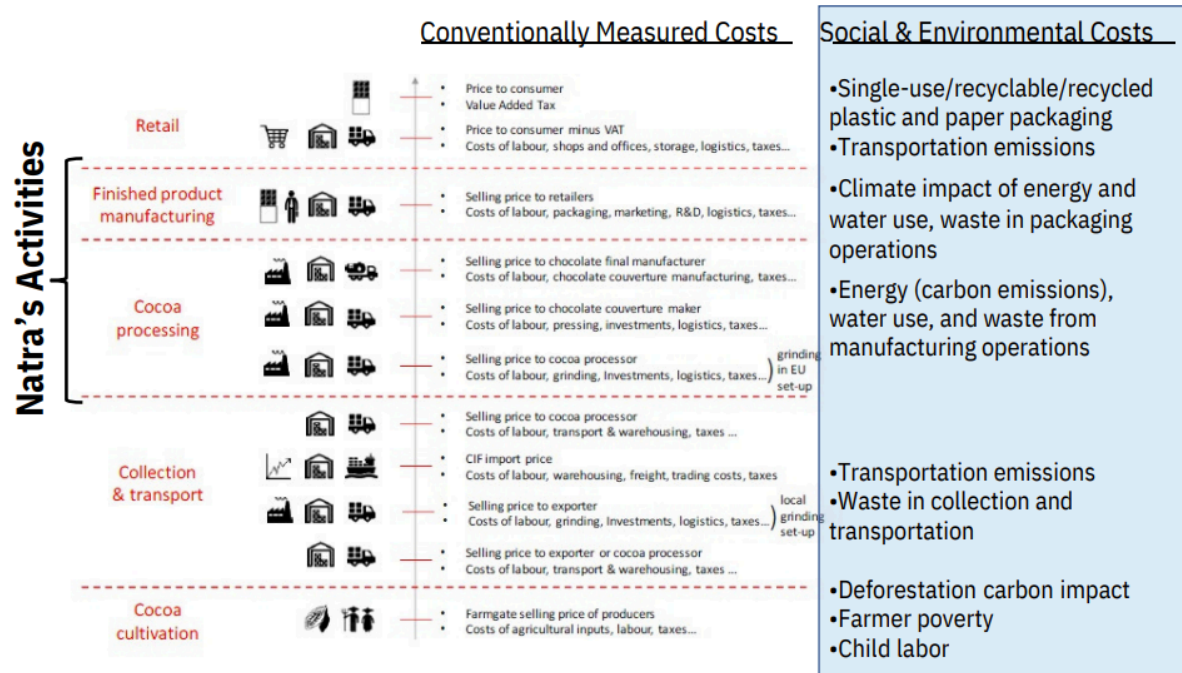 Conventionally Measured Costs
Social & Environmental Costs
Natra's Activities
Retail
• Price to consumer
• Value Added Tax
• Price to consumer minus VAT
• Costs of labour, shops and offices, storage, logistics, taxes...
•Single-use/recyclable/recycled
plastic and paper packaging
•Transportation emissions
Finished product
manufacturing
• Selling price to retailers
• Costs of labour, packaging, marketing, R&D, logistics, taxes...
•Climate impact of energy and
water use, waste in packaging
operations
Cocoa
processing
• Selling price to chocolate final manufacturer
• Costs of labour, chocolate couverture manufacturing, taxes...
• Selling price to chocolate couverture maker
• Costs of labour, pressing, investments, logistics, taxes...
• Selling price to cocoa processor
• Costs of labour, grinding, Investments, logistics, taxes...
grinding
in EU
set-up
•Energy (carbon emissions),
water use, and waste from
manufacturing operations
Collection
& transport
• Selling price to cocoa processor
• Costs of labour, transport & warehousing, taxes ...
• CIF import price
• Costs of labour, warehousing, freight, trading costs, taxes
• Selling price to exporter
• Costs of labour, grinding, Investments, logistics, taxes...
local
grinding
set-up
• Selling price to exporter or cocoa processor
• Costs of labour, transport & warehousing, taxes ...
•Transportation emissions
•Waste in collection and
transportation
Cocoa
cultivation
• Farmgate selling price of producers
• Costs of agricultural inputs, labour, taxes...
•Deforestation carbon impact
•Farmer poverty
•Child labor